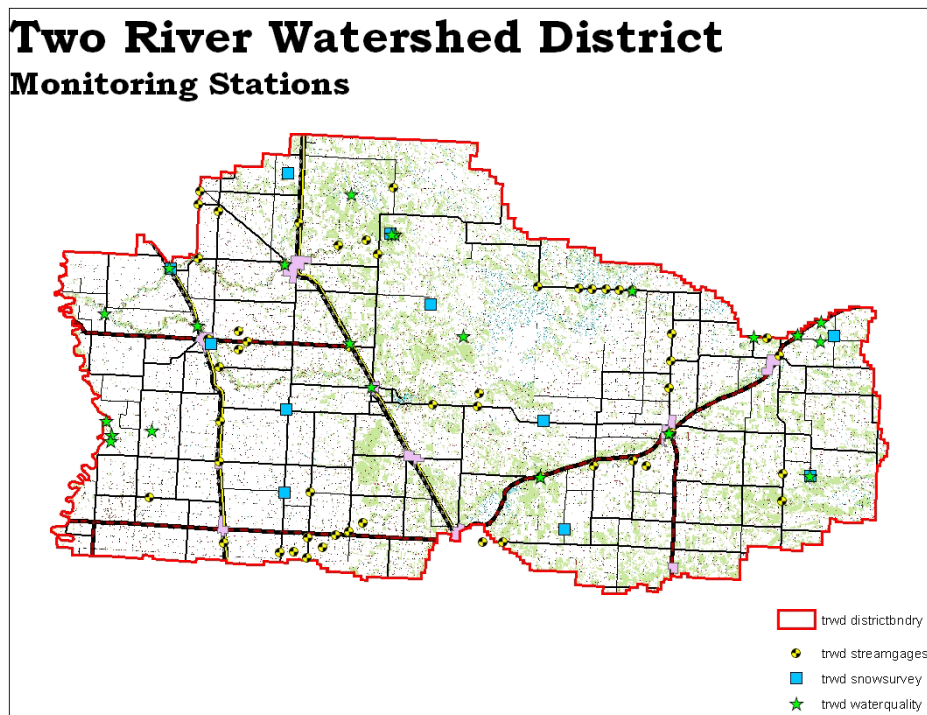 Two River Watershed District
Monitoring Stations
trwd districtbndry
trwd streamgages
trwd snowsurvey
trwd waterquality